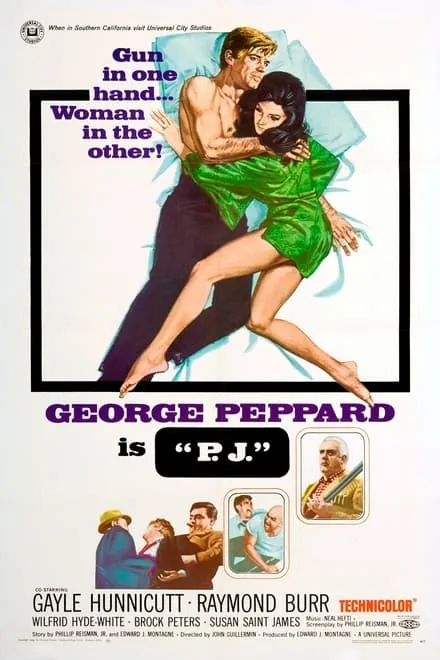 When in Southern California visit Universal City Studios
Gun
in one
hand...
Woman
in the
other!
GEORGE PEPPARD
is "P.J."
CO-STARRING
GAYLE HUNNICUTT · RAYMOND BURR
TECHNICOLOR
WILFRID HYDE-WHITE · BROCK PETERS · SUSAN SAINT JAMES
Music: NEAL HEFTI
Screenplay by PHILIP REISMAN, JR.
Story by PHILIP REISMAN, JR. and EDWARD J. MONTAGNE · Directed by JOHN GUILLERMIN · Produced by EDWARD J. MONTAGNE · A UNIVERSAL PICTURE